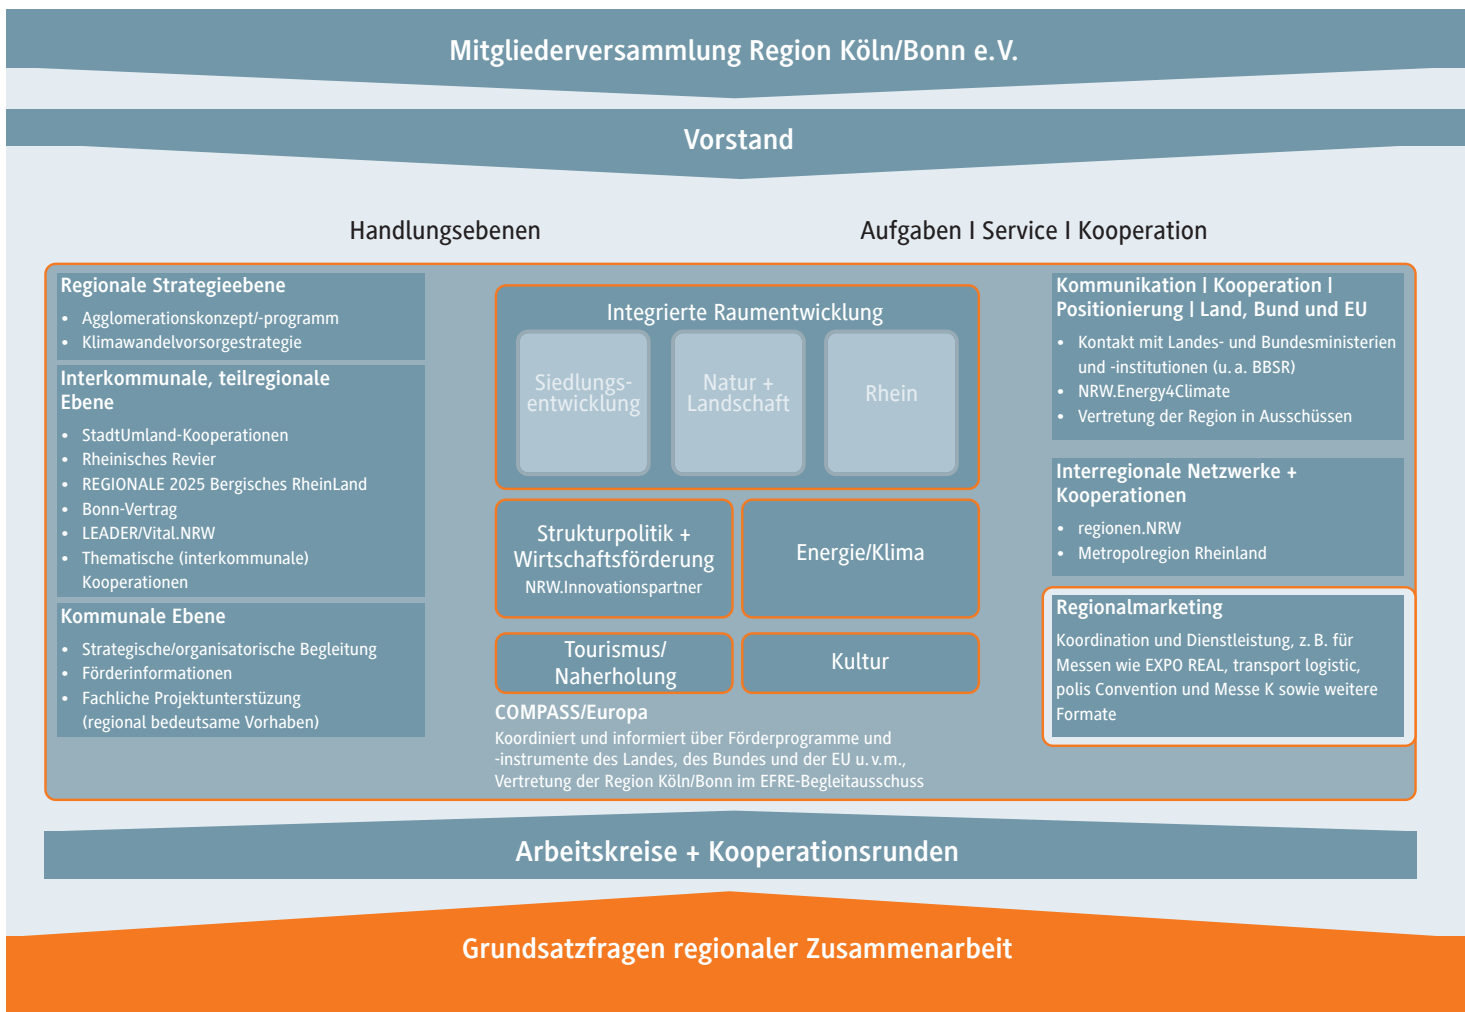 Mitgliederversammlung Region Köln/Bonn e.V.
Vorstand
Handlungsebenen
Aufgaben I Service I Kooperation
Regionale Strategieebene
• Agglomerationskonzept/-programm
• Klimawandelvorsorgestrategie
Interkommunale, teilregionale
Ebene
• StadtUmland-Kooperationen
• Rheinisches Revier
• REGIONALE 2025 Bergisches RheinLand
• Bonn-Vertrag
• LEADER/Vital.NRW
• Thematische (interkommunale)
Kooperationen
Kommunale Ebene
• Strategische/organisatorische Begleitung
• Förderinformationen
• Fachliche Projektunterstüzung
(regional bedeutsame Vorhaben)
Integrierte Raumentwicklung
Siedlungs-
entwicklung
Natur +
Landschaft
Rhein
Strukturpolitik +
Wirtschaftsförderung
NRW.Innovationspartner
Energie/Klima
Tourismus/
Naherholung
Kultur
COMPASS/Europa
Koordiniert und informiert über Förderprogramme und
-instrumente des Landes, des Bundes und der EU u. v. m.,
Vertretung der Region Köln/Bonn im EFRE-Begleitausschuss
Kommunikation I Kooperation I
Positionierung I Land, Bund und EU
• Kontakt mit Landes- und Bundesministerien
und -institutionen (u. a. BBSR)
• NRW.Energy4Climate
• Vertretung der Region in Ausschüssen
Interregionale Netzwerke +
Kooperationen
• regionen.NRW
• Metropolregion Rheinland
Regionalmarketing
Koordination und Dienstleistung, z. B. für
Messen wie EXPO REAL, transport logistic,
polis Convention und Messe K sowie weitere
Formate
Arbeitskreise + Kooperationsrunden
Grundsatzfragen regionaler Zusammenarbeit